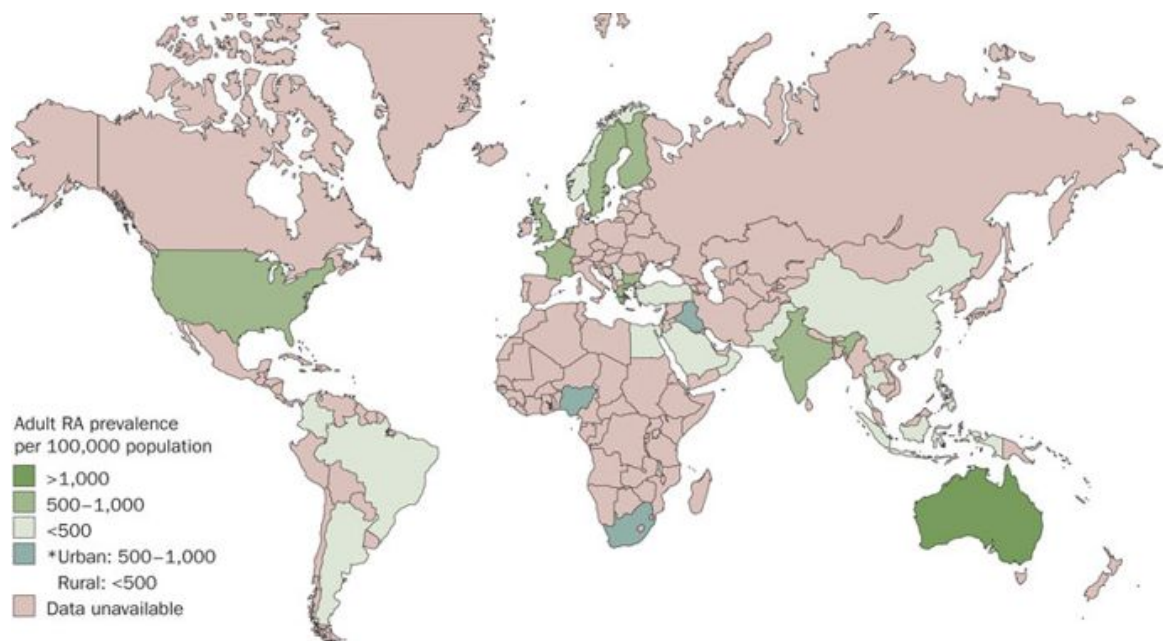 Adult RA prevalence
per 100,000 population
>1,000
500–1,000
<500
*Urban: 500–1,000
Rural: <500
Data unavailable